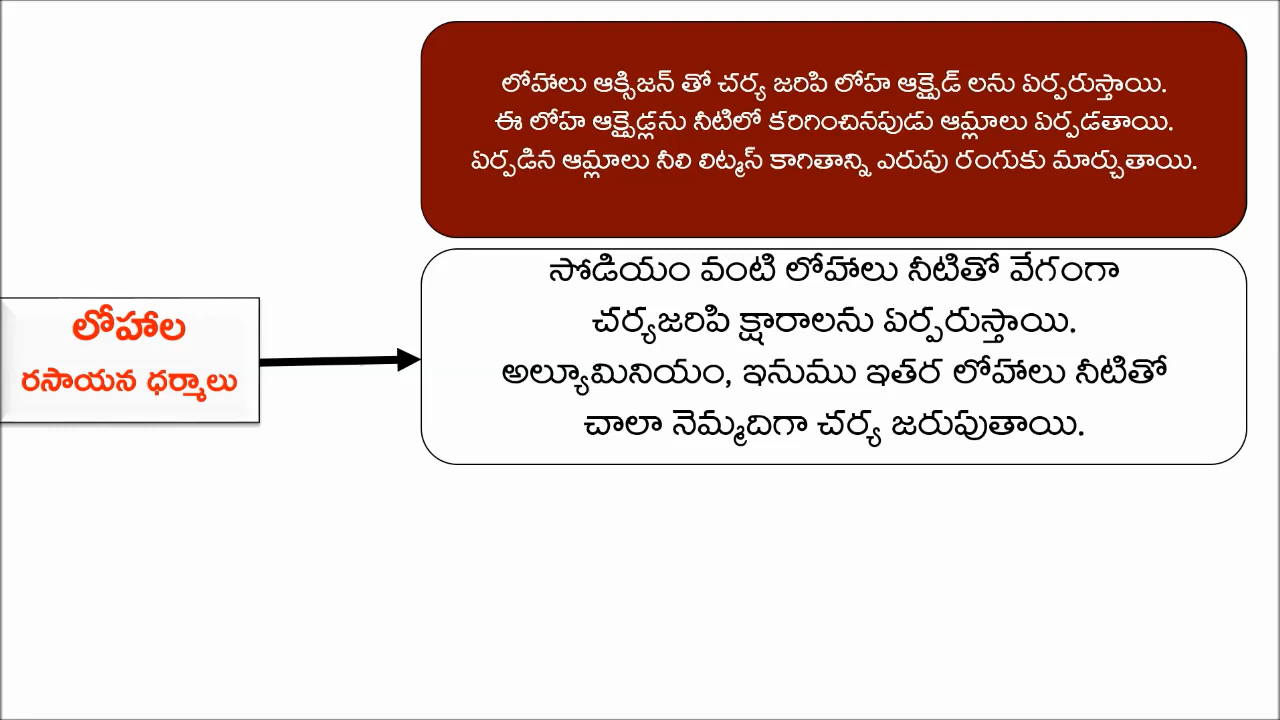 లోహాలు ఆక్సిజన్ తో చర్య జరిపి లోహ ఆక్సైడ్ లను ఏర్పరుస్తాయి.
ఈ లోహ ఆక్సైడ్లను నీటిలో కరిగించినపుడు ఆమ్లాలు ఏర్పడతాయి.
ఏర్పడిన ఆమ్లాలు నీలి లిట్మస్ కాగితాన్ని ఎరుపు రంగుకు మార్చుతాయి.
సోడియం వంటి లోహాలు నీటితో వేగంగా
చర్యజరిపి క్షారాలను ఏర్పరుస్తాయి.
అల్యూమినియం, ఇనుము ఇతర లోహాలు నీటితో
చాలా నెమ్మదిగా చర్య జరుపుతాయి.
లోహాల
రసాయన ధర్మాలు